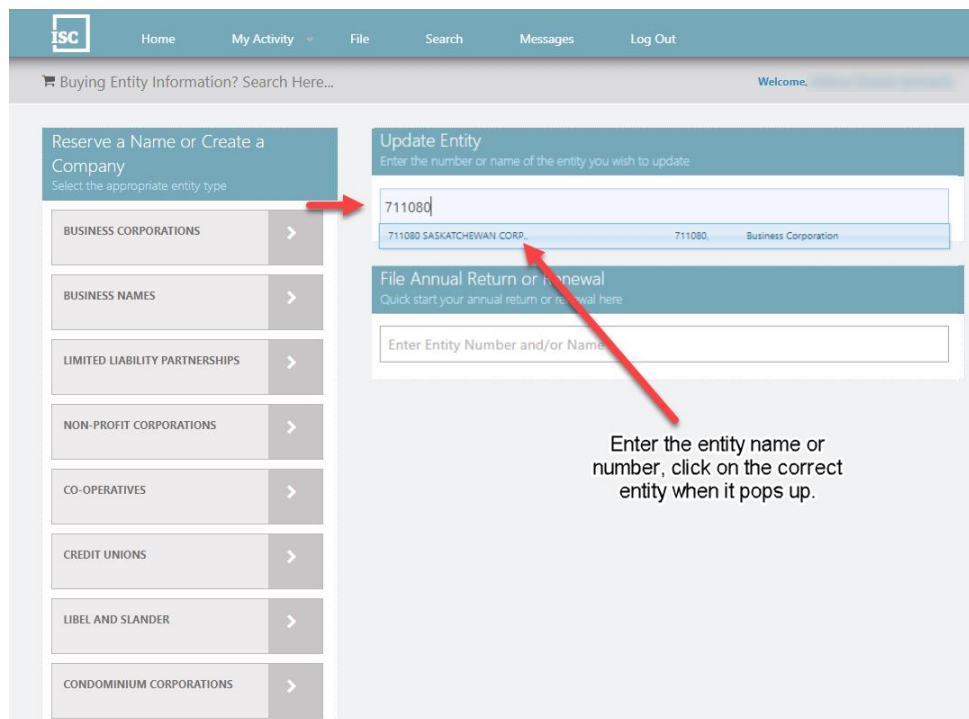 ISC
Home
My Activity
File
Search
Messages
Log Out
Buying Entity Information? Search Here...
Welcome,
Reserve a Name or Create a
Company
Select the appropriate entity type
BUSINESS CORPORATIONS
BUSINESS NAMES
LIMITED LIABILITY PARTNERSHIPS
NON-PROFIT CORPORATIONS
CO-OPERATIVES
CREDIT UNIONS
LIBEL AND SLANDER
CONDOMINIUM CORPORATIONS
Update Entity
Enter the number or name of the entity you wish to update
711080
711080 SASKATCHEWAN CORP., 711080, Business Corporation
File Annual Return or Renewal
Quick start your annual return or renewal here
Enter Entity Number and/or Name
Enter the entity name or
number, click on the correct
entity when it pops up.